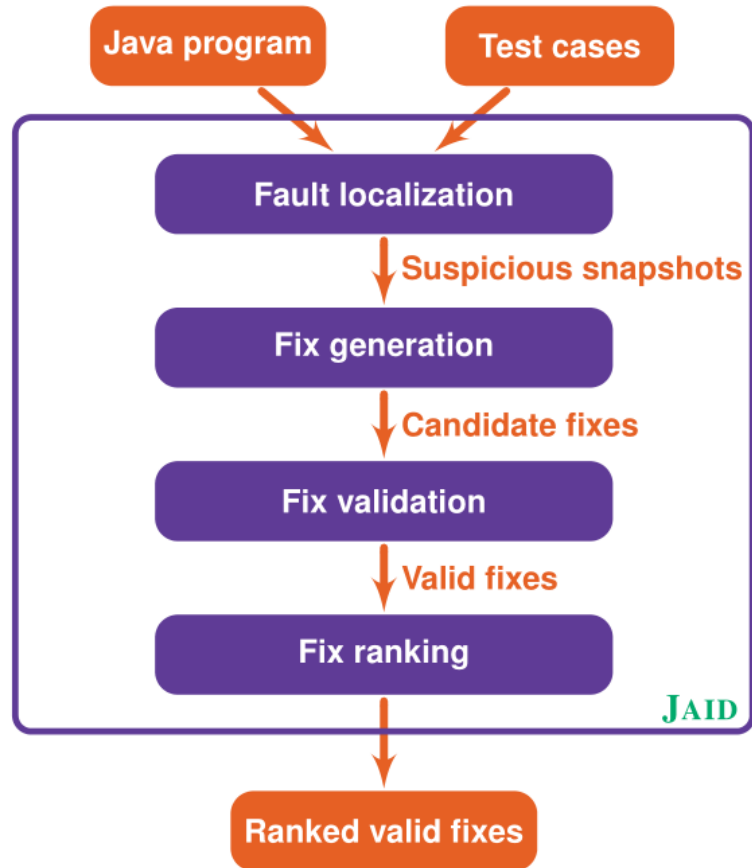 Java program
Test cases
Fault localization
Suspicious snapshots
Fix generation
Candidate fixes
Fix validation
Valid fixes
Fix ranking
JAID
Ranked valid fixes